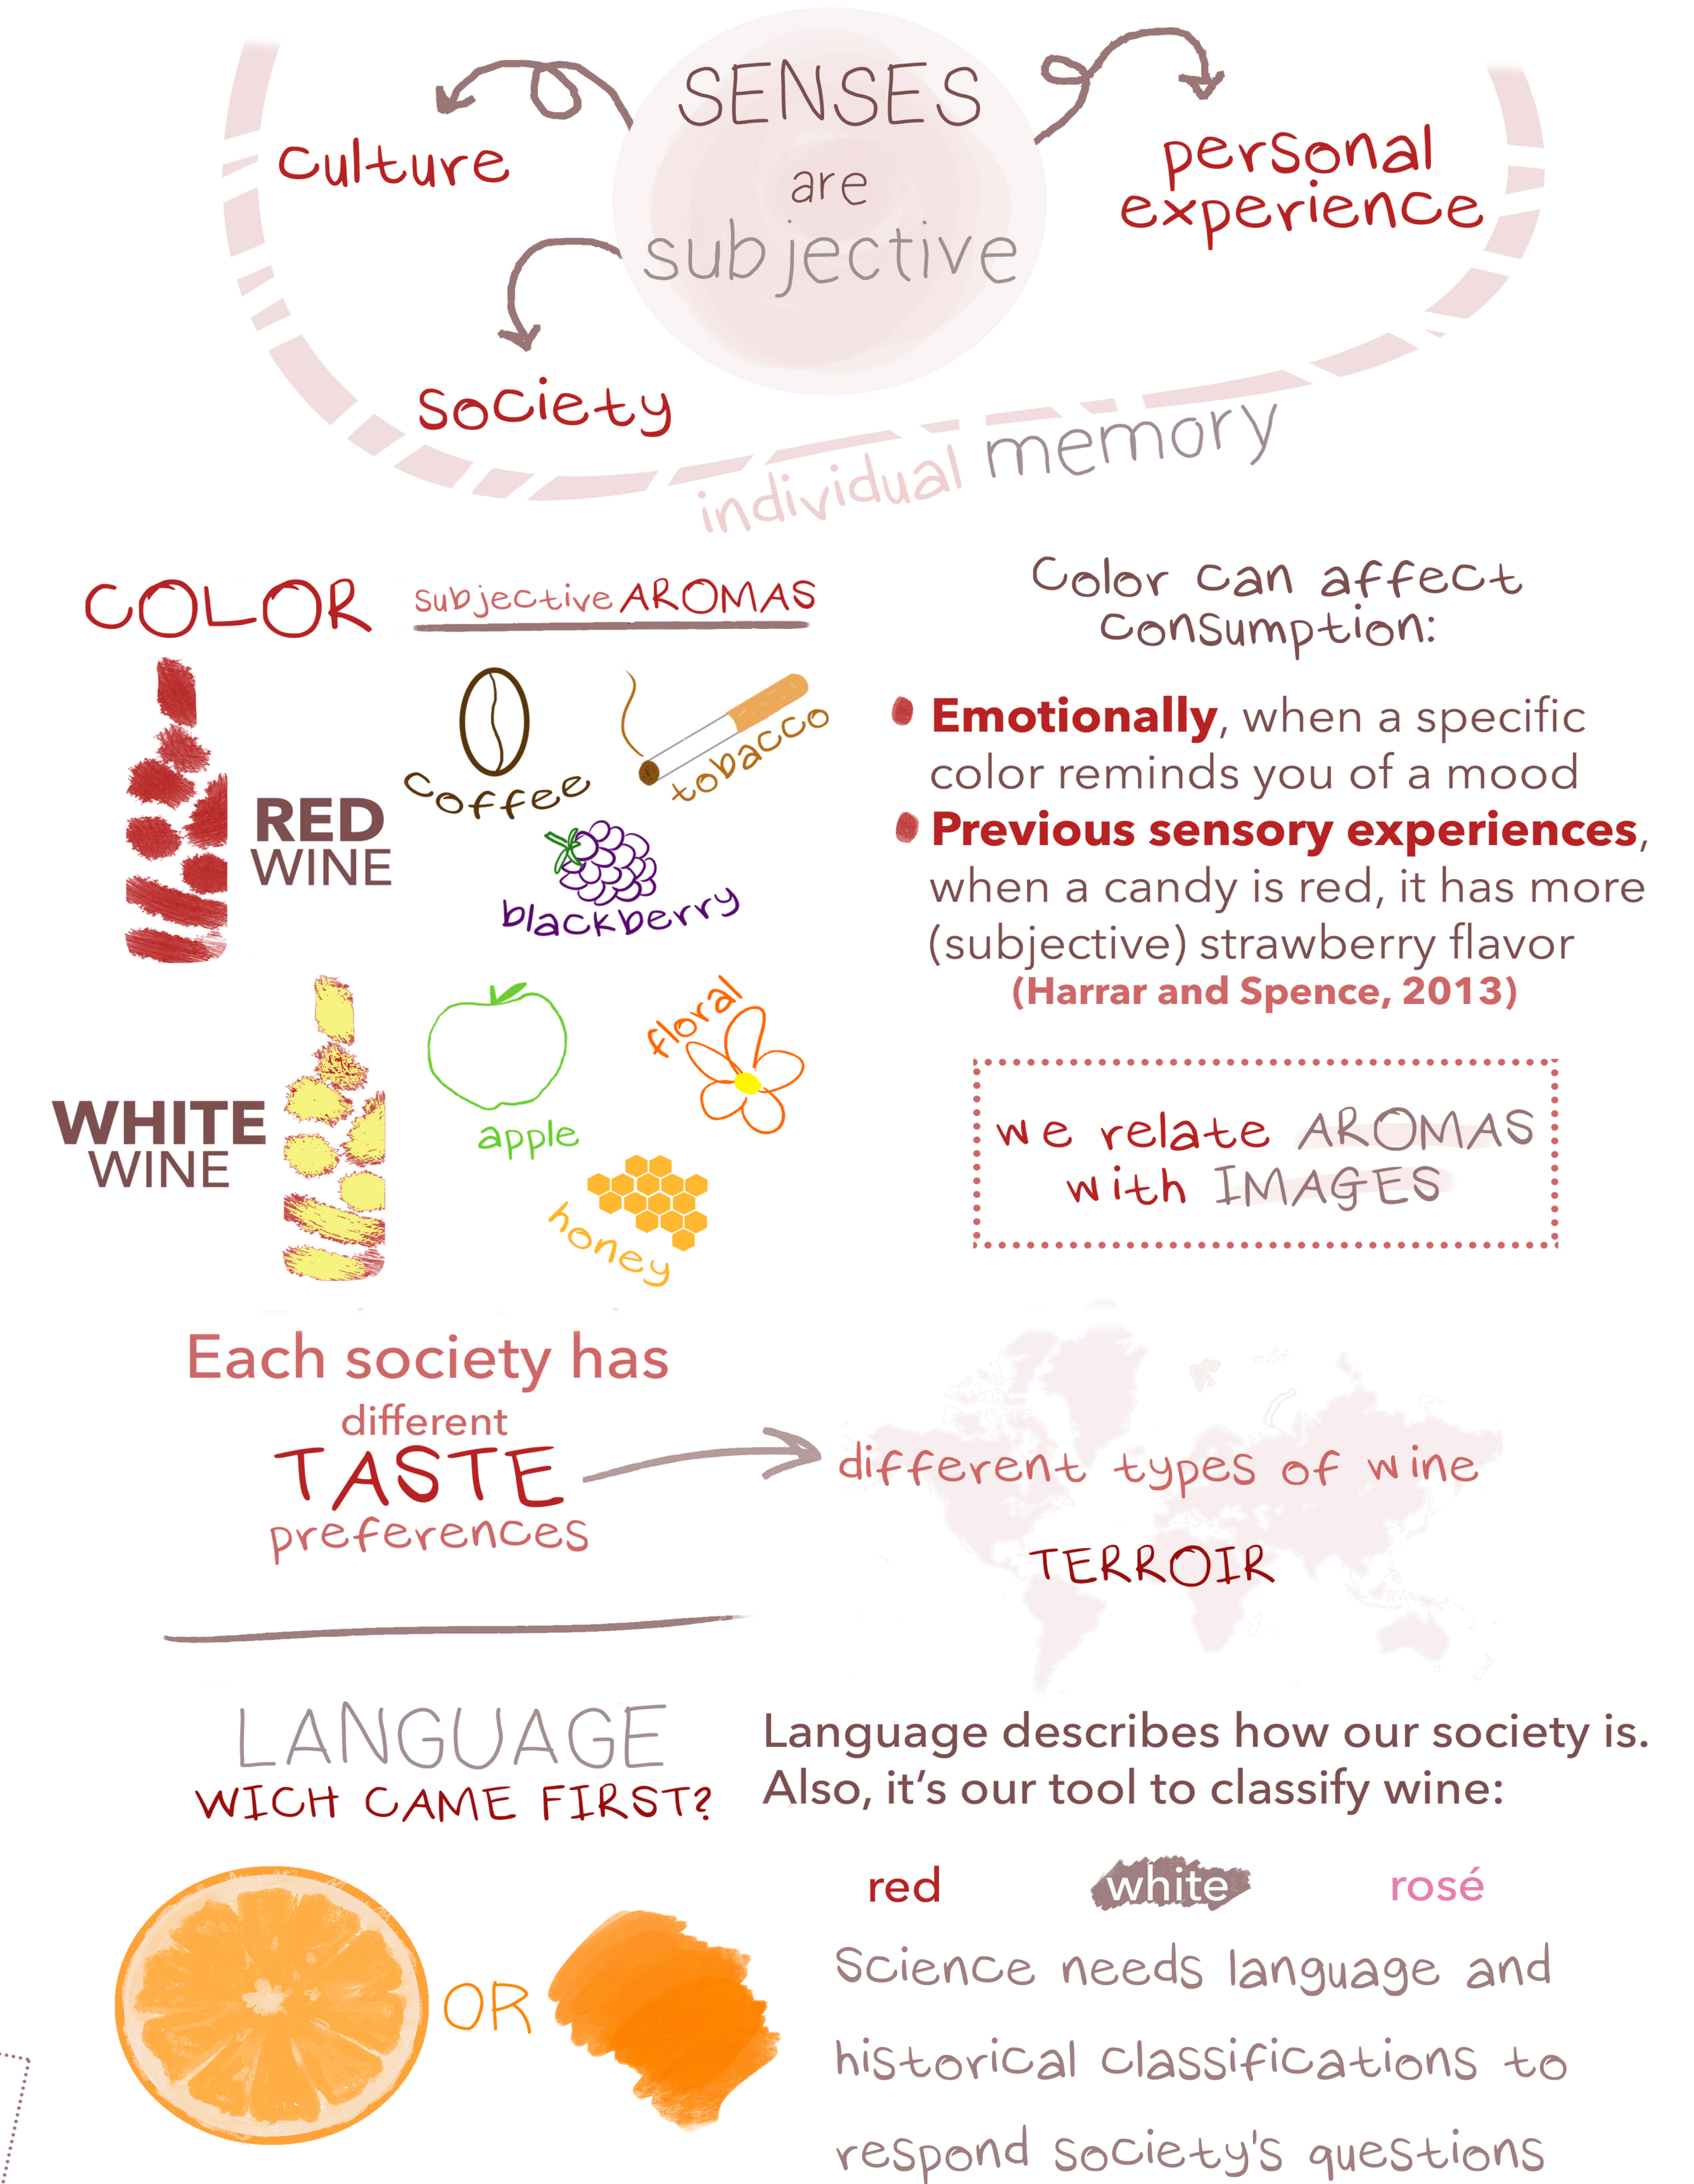 SENSES
are
subjective
culture
personal
experience
society
individual memory
COLOR
subjective AROMAS
coffee
tobacco
RED
WINE
blackberry
floral
WHITE
WINE
apple
honey
Color can affect
consumption:
Emotionally, when a specific
color reminds you of a mood
Previous sensory experiences,
when a candy is red, it has more
(subjective) strawberry flavor
(Harrar and Spence, 2013)
we relate AROMAS
with IMAGES
Each society has
different
TASTE
preferences
different types of wine
TERROIR
LANGUAGE
WICH CAME FIRST?
OR
Language describes how our society is.
Also, it's our tool to classify wine:
red white rosé
Science needs language and
historical classifications to
respond society's questions